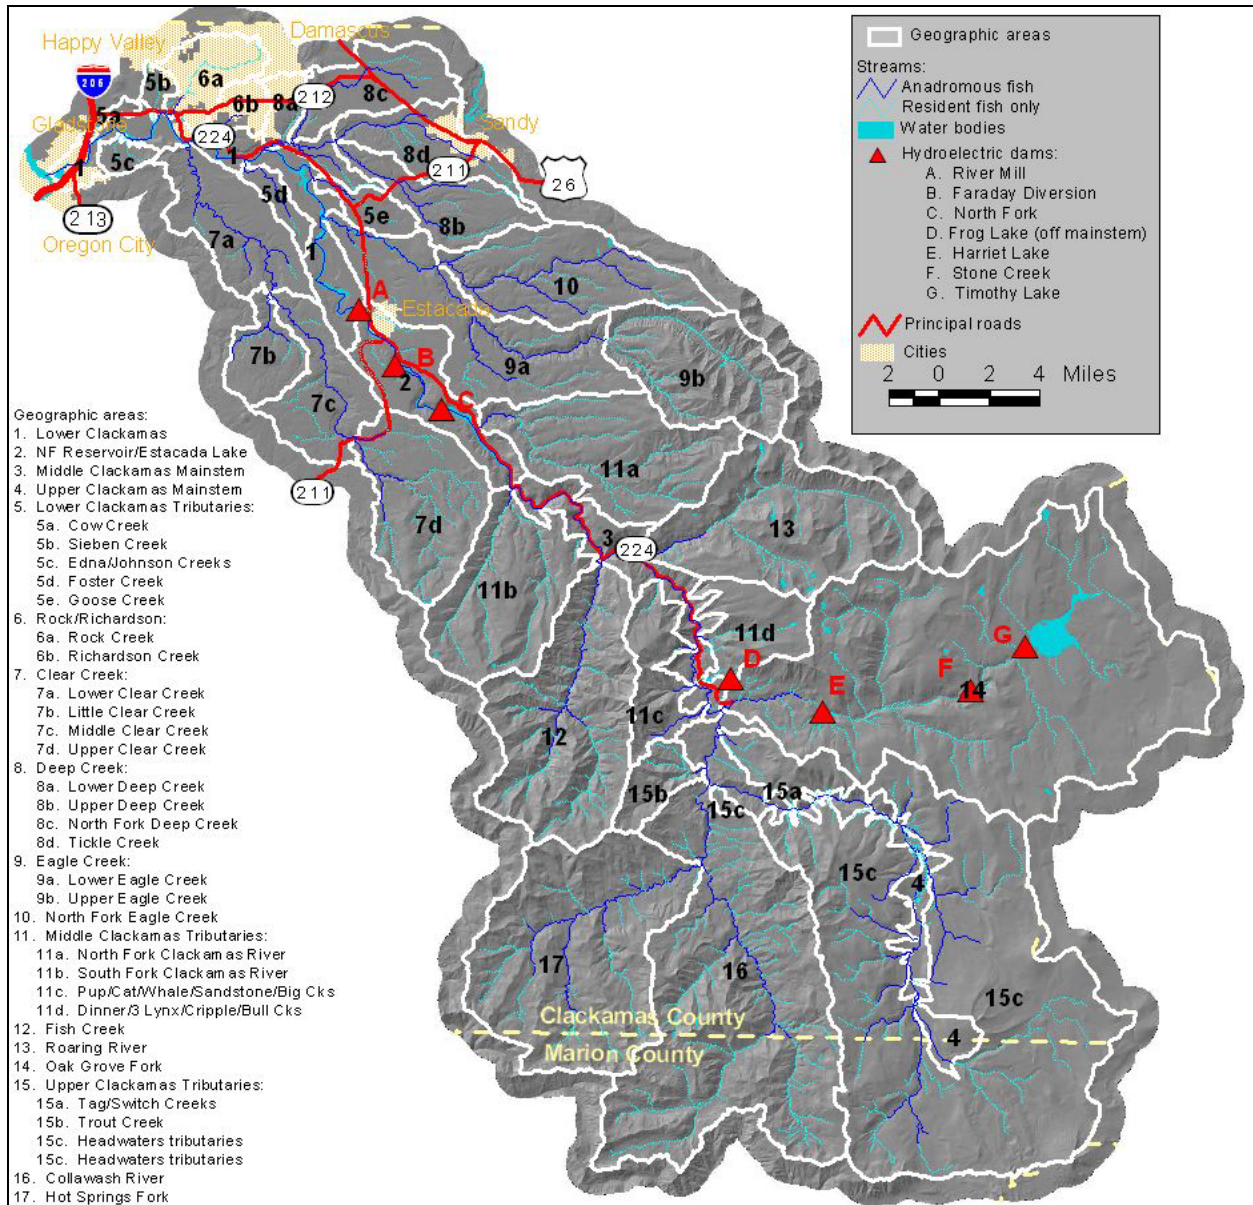 Happy Valley
Damascus
206
5b
6a
6b
8a
212
8c
5a
Gladstone
224
1
Sandy
1
5c
8d
211
26
213
5d
5e
8b
Oregon City
7a
1
10
A
Estacada
7b
B
2
9a
9b
C
7c
211
11a
7d
3
224
13
11b
11d
D
E
F
G
14
11c
12
15b
15a
15c
15c
4
17
16
15c
4
Clackamas County
Marion County
Geographic areas
Streams:
Anadromous fish
Resident fish only
Water bodies
Hydroelectric dams:
A. River Mill
B. Faraday Diversion
C. North Fork
D. Frog Lake (off mainstem)
E. Harriet Lake
F. Stone Creek
G. Timothy Lake
Principal roads
Cities
2 0 2 4 Miles
Geographic areas:
1. Lower Clackamas
2. NF Reservoir/Estacada Lake
3. Middle Clackamas Mainstem
4. Upper Clackamas Mainstem
5. Lower Clackamas Tributaries:
5a. Cow Creek
5b. Sieben Creek
5c. Edna/Johnson Creeks
5d. Foster Creek
5e. Goose Creek
6. Rock/Richardson:
6a. Rock Creek
6b. Richardson Creek
7. Clear Creek:
7a. Lower Clear Creek
7b. Little Clear Creek
7c. Middle Clear Creek
7d. Upper Clear Creek
8. Deep Creek:
8a. Lower Deep Creek
8b. Upper Deep Creek
8c. North Fork Deep Creek
8d. Tickle Creek
9. Eagle Creek:
9a. Lower Eagle Creek
9b. Upper Eagle Creek
10. North Fork Eagle Creek
11. Middle Clackamas Tributaries:
11a. North Fork Clackamas River
11b. South Fork Clackamas River
11c. Pup/Cat/Whale/Sandstone/Big Cks
11d. Dinner/3 Lynx/Cripple/Bull Cks
12. Fish Creek
13. Roaring River
14. Oak Grove Fork
15. Upper Clackamas Tributaries:
15a. Tag/Switch Creeks
15b. Trout Creek
15c. Headwaters tributaries
15c. Headwaters tributaries
16. Collawash River
17. Hot Springs Fork